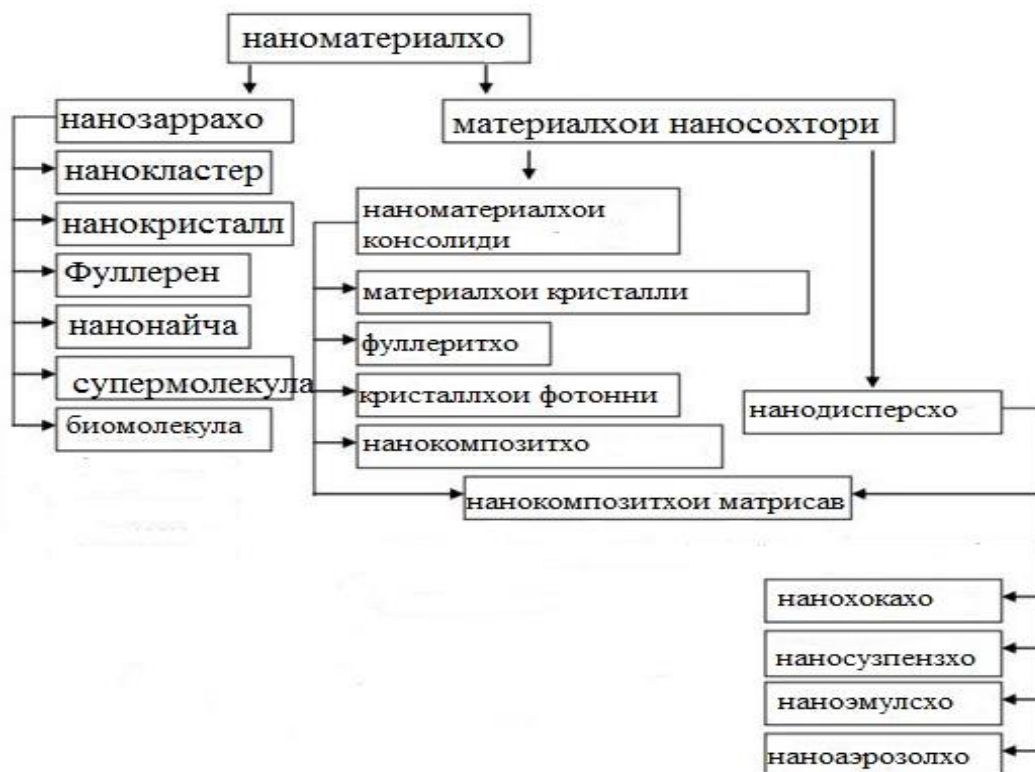 наноматериалхо
нанозаррахо
нанокластер
нанокристалл
Фуллерен
нанонайча
супермолекула
биомолекула
материалхои наносохтори
наноматериалхои
консолиди
материалхои кристалли
фуллеритхо
кристаллхои фотонни
нанокомпозитхо
нанокомпозитхои матрисав
нанодисперсхо
нанохокахо
наносузпензхо
наноэмулсхо
наноаэрозолхо